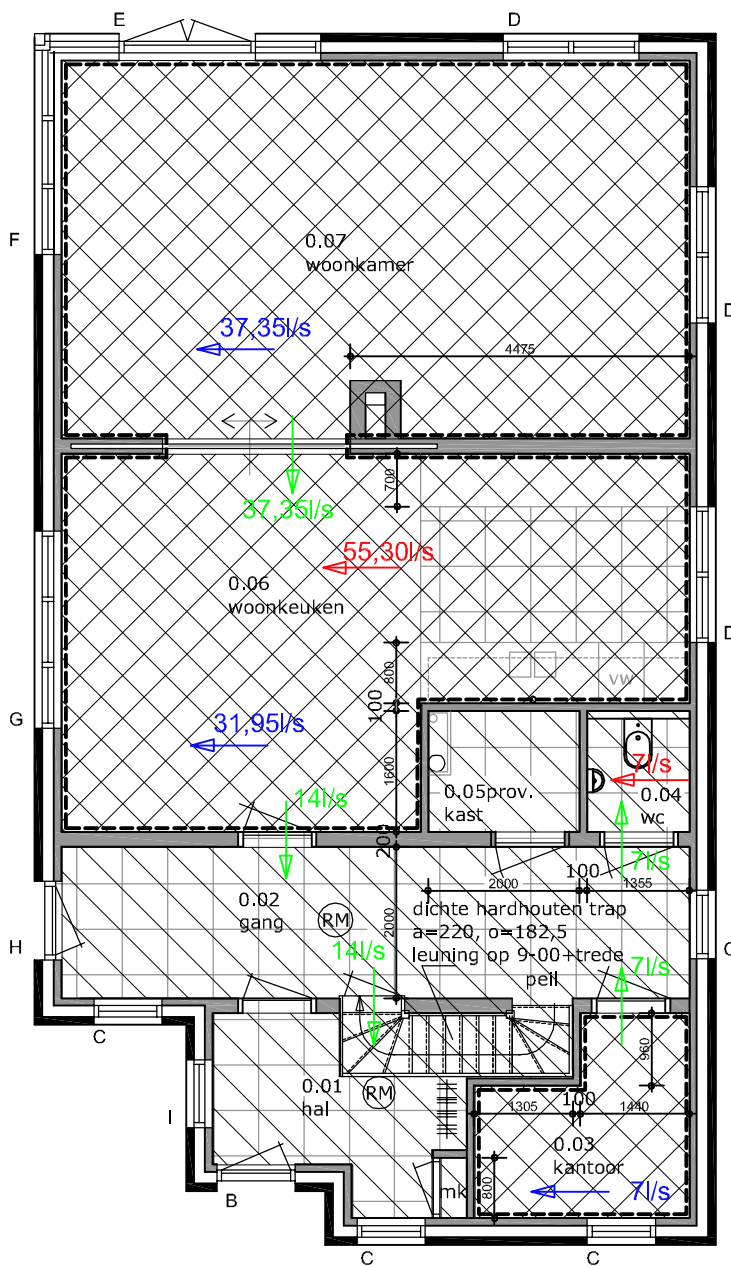 E
D
0.07
woonkamer
F
D
37,35l/s
4475
37,35l/s
700
55,30l/s
0.06
woonkeuken
D
800
vw
100
G
31,95l/s
1600
7l/s
0.05prov.
kast
0.04
wc
14l/s
200
7l/s
2000
100
1355
0.02
gang
RM
2000
dichte hardhouten trap
a=220, o=182,5
leuning op 9-00+trede
peil
H
14l/s
7l/s
C
C
960
0.01
hal
RM
I
1305
100
1440
0.03
kantoor
mk
800
7l/s
B
C
C